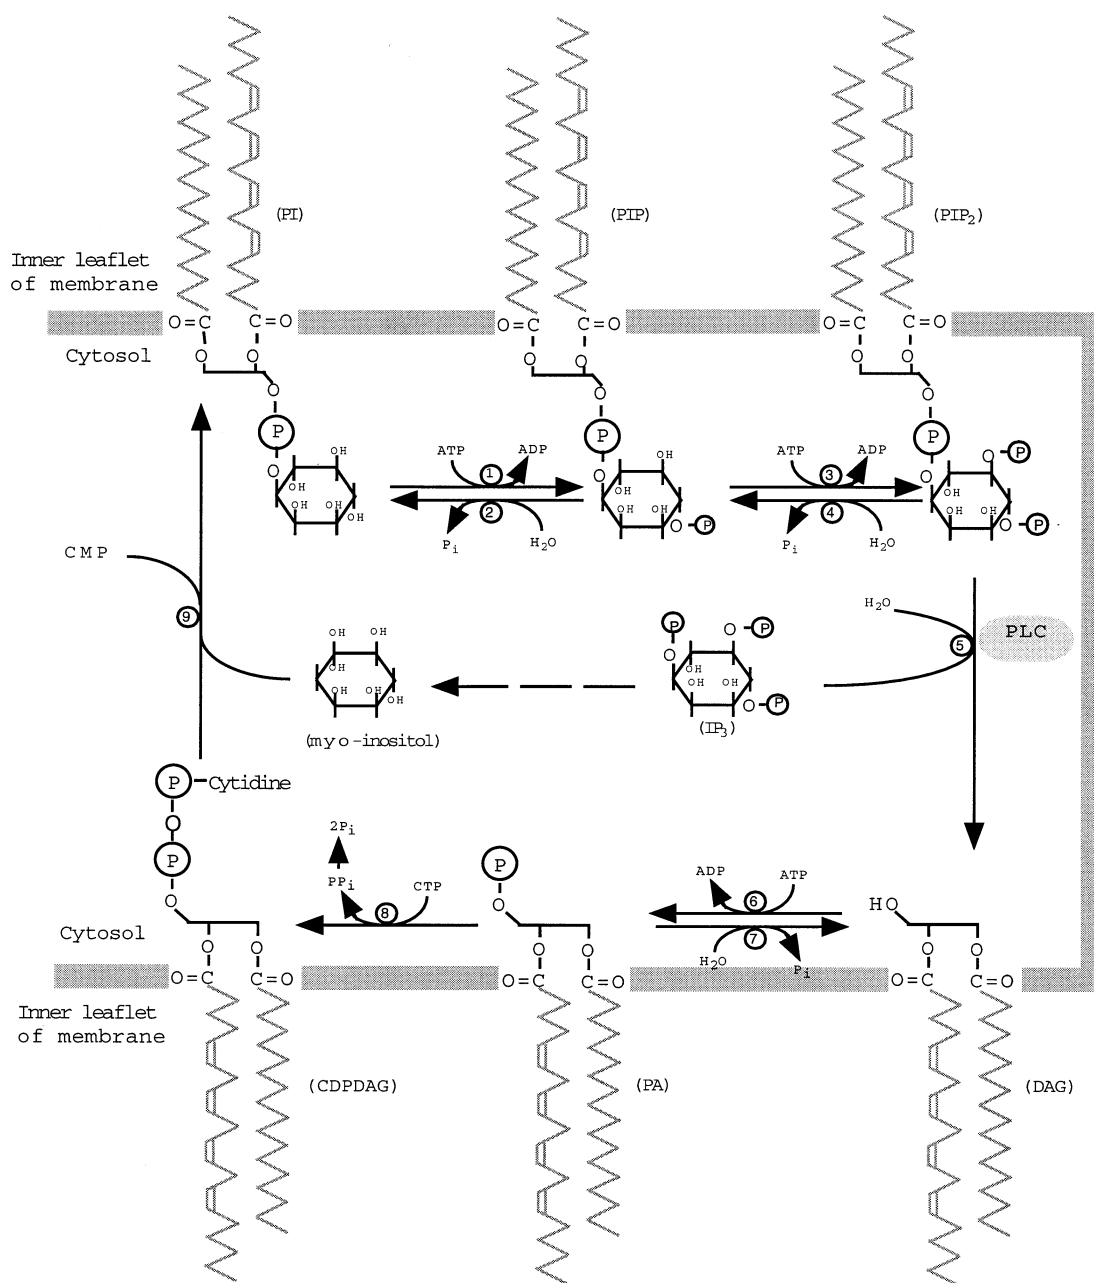 (PI)
(PIP)
(PIP2)
Inner leaflet
of membrane
O=C
C=O
O=C
C=O
O=C
C=O
Cytosol
O
O
O
O
O
O
O
O
O
P
P
P
O
OH
OH
OH
OH
OH
ATP
ADP
1
2
Pi
H2O
O
OH
OH
OH
OH
O-P
ATP
ADP
3
4
Pi
H2O
O
O-P
OH
OH
OH
O-P
CMP
9
OH
OH
OH
OH
OH
OH
(myo-inositol)
P
O
O-P
OH
OH
OH
O-P
(IP3)
H2O
5
PLC
P-Cytidine
O
P
O
2Pi
PPi
CTP
8
P
O
ADP
ATP
6
7
H2O
Pi
HO
Cytosol
O
O
O
O
O
O
O=C
C=O
O=C
C=O
O=C
C=O
Inner leaflet
of membrane
(CDPDAG)
(PA)
(DAG)